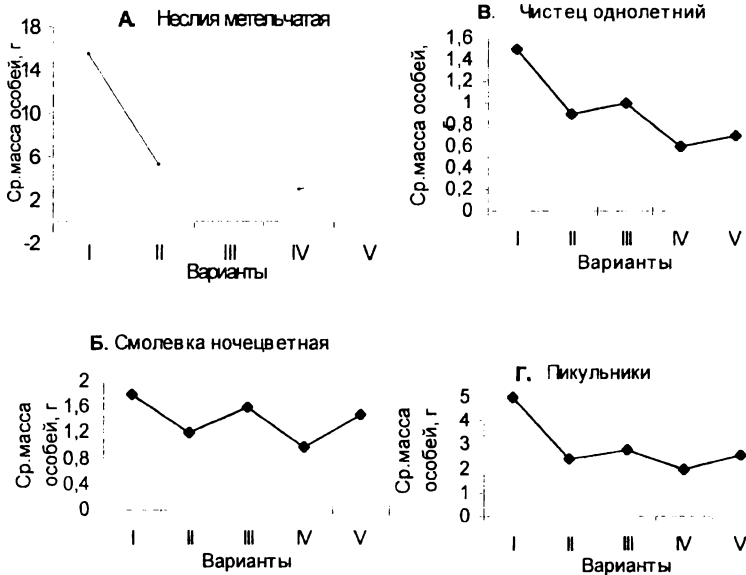 А. Неслия метельчатая
Ср.масса особей, г
18
14
10
6
2
-2
I II III IV V
Варианты
В. Чистец однолетний
Ср.масса особей,
г
1,6
1,4
1,2
1
0,8
0,6
0,4
0,2
0
I II III IV V
Варианты
Б. Смолевка ночецветная
Ср.масса
особей, г
2
1,6
1,2
0,8
0,4
0
I II III IV V
Варианты
Г. Пикульники
Ср.масса
особей, г
5
4
3
2
1
0
I II III IV V
Варианты